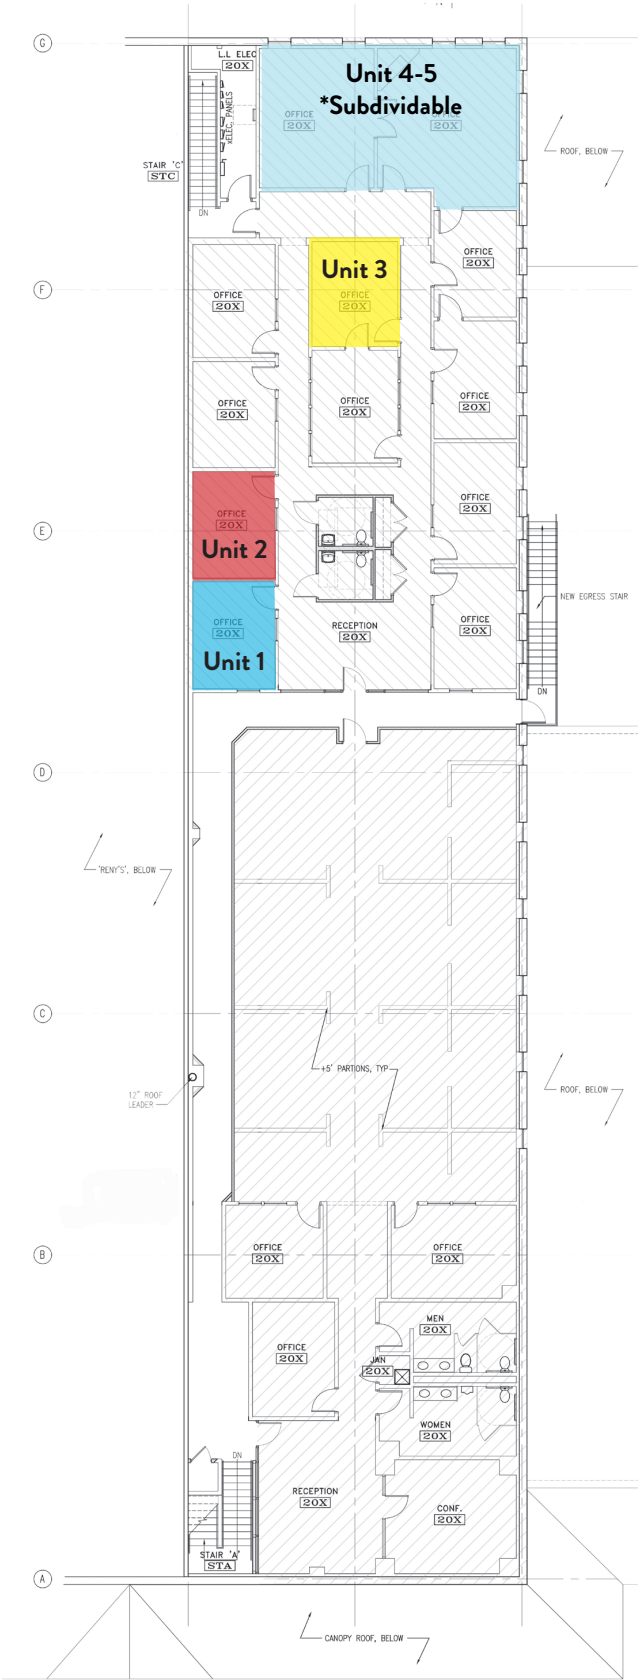 G
L.L ELEC
20X
Unit 4-5
*Subdividable
OFFICE
20X
OFFICE
20X
xELEC. PANELS
ROOF, BELOW
STAIR 'C'
STC
DN
OFFICE
20X
Unit 3
OFFICE
20X
F
OFFICE
20X
OFFICE
20X
OFFICE
20X
OFFICE
20X
OFFICE
20X
E
OFFICE
20X
Unit 2
NEW EGRESS STAIR
OFFICE
20X
RECEPTION
20X
OFFICE
20X
Unit 1
DN
D
'RENY'S', BELOW
C
+5' PARTIONS, TYP
ROOF, BELOW
12" ROOF
LEADER
B
OFFICE
20X
OFFICE
20X
MEN
20X
OFFICE
20X
JAN
20X
WOMEN
20X
DN
RECEPTION
20X
CONF.
20X
STAIR 'A'
STA
A
CANOPY ROOF, BELOW